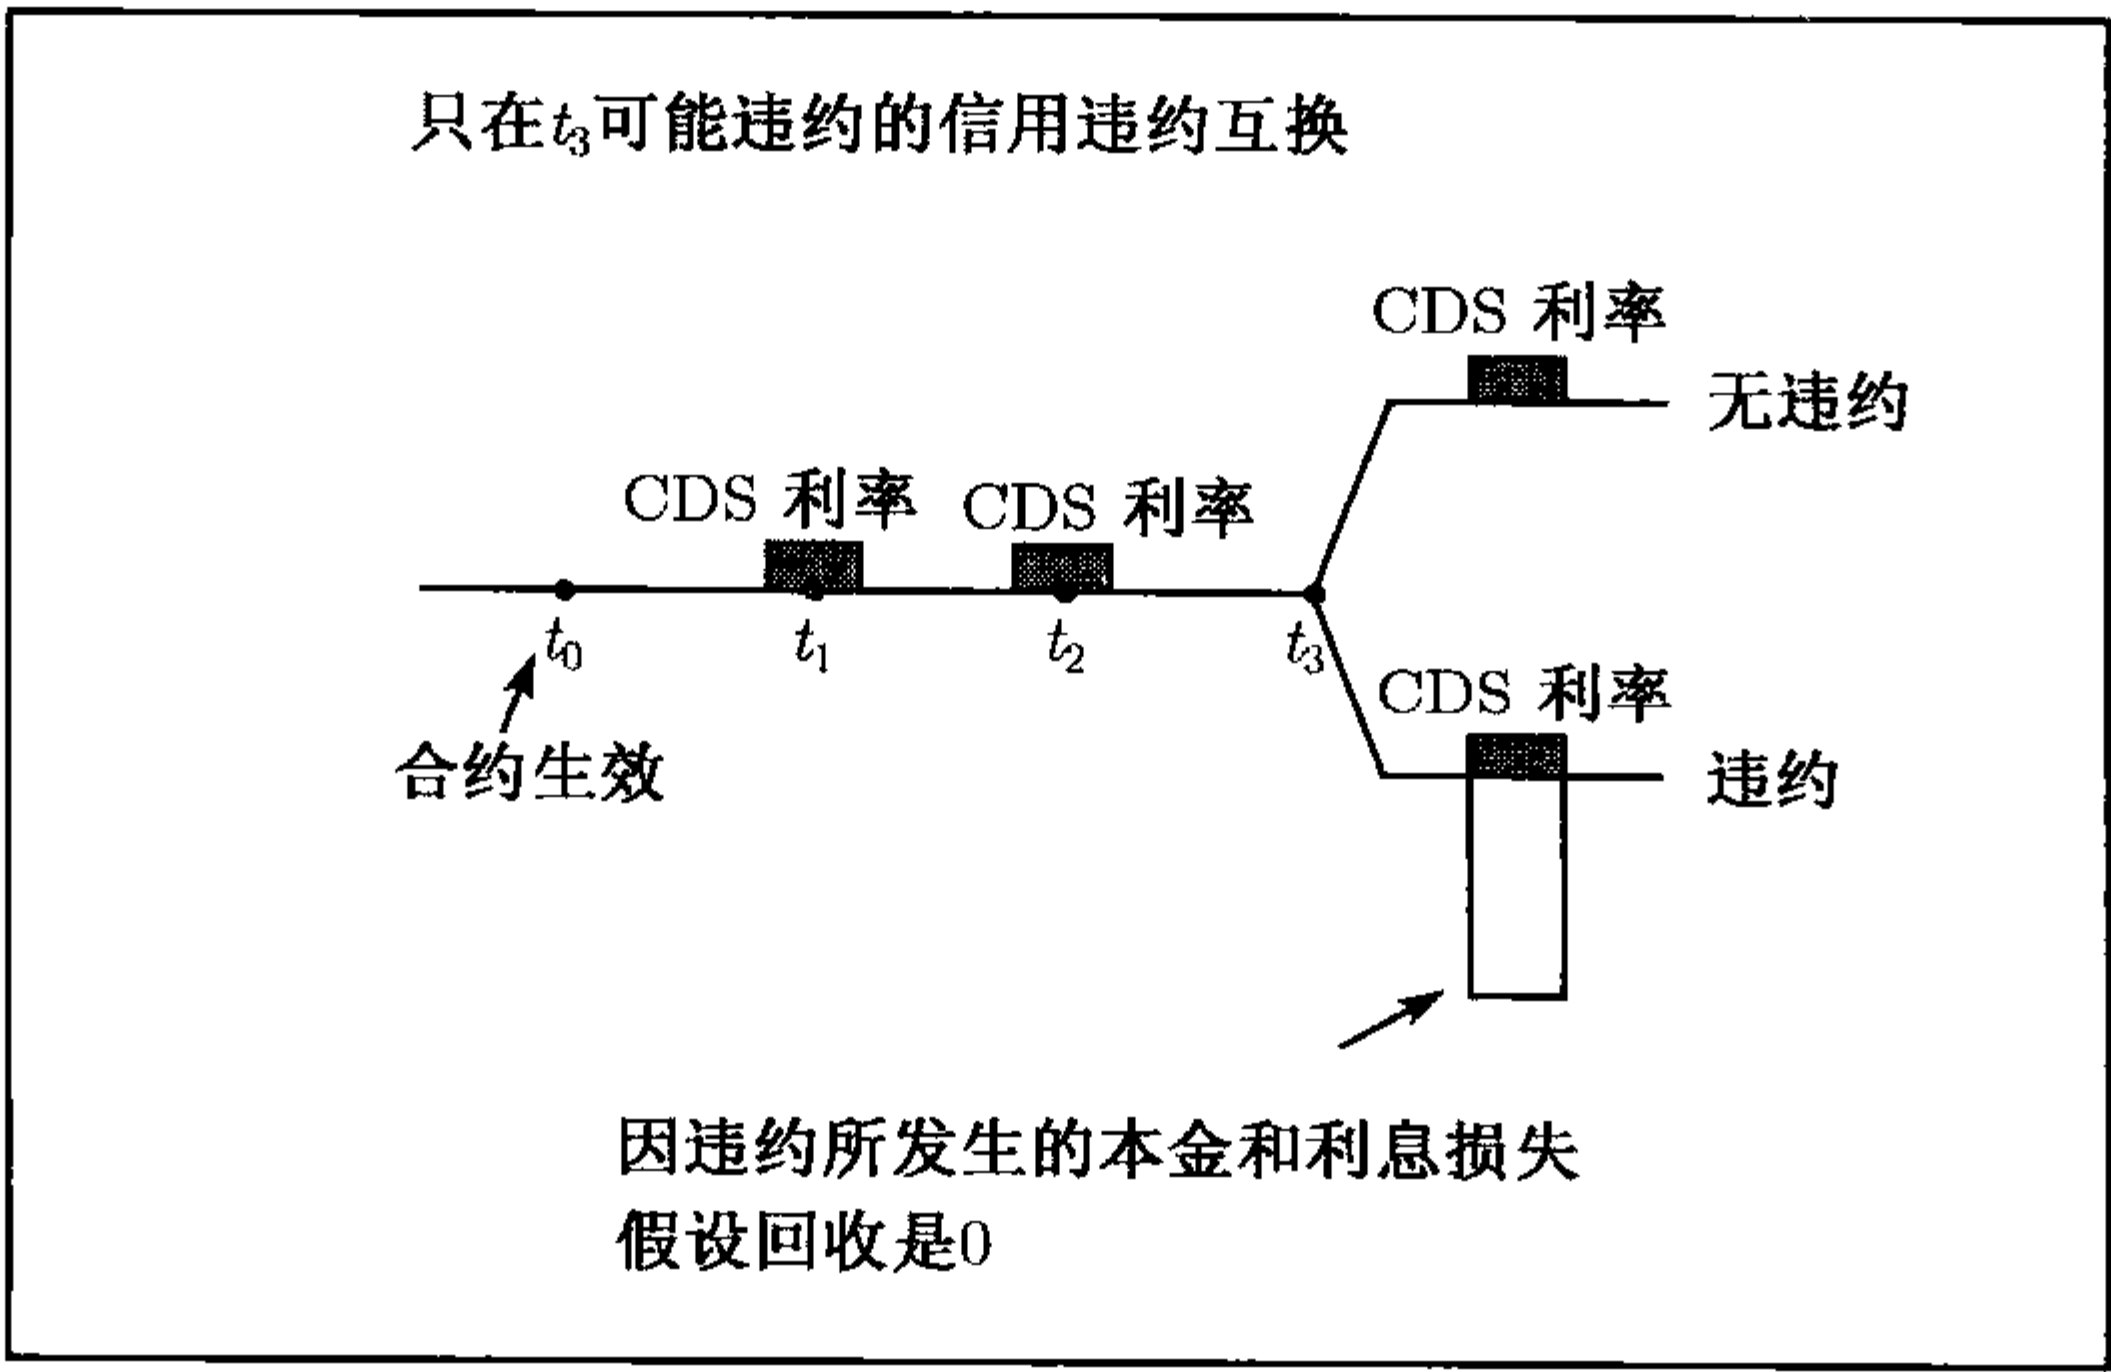 只在t₃可能违约的信用违约互换
CDS 利率
无违约
CDS 利率
CDS 利率
t₀
t₁
t₂
t₃
CDS 利率
合约生效
违约
因违约所发生的本金和利息损失
假设回收是0